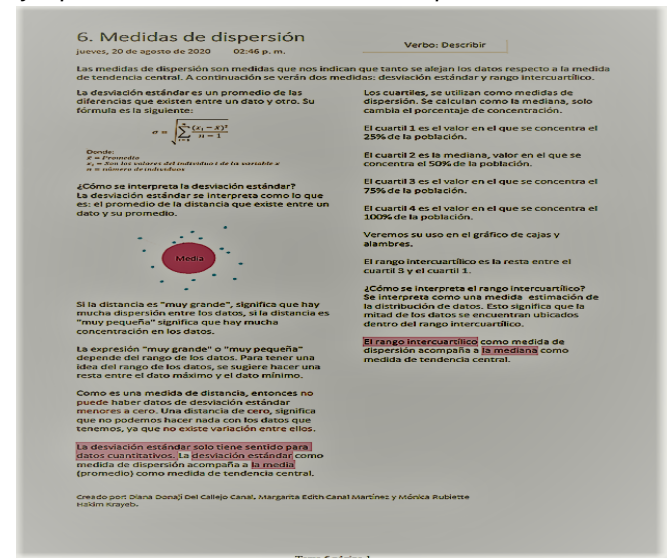 6. Medidas de dispersión
jueves, 20 de agosto de 2020 02:46 p. m.
Verbo: Describir
Las medidas de dispersión son medidas que nos indican que tanto se alejan los datos respecto a la medida
de tendencia central. A continuación se verán dos medidas: desviación estándar y rango intercuartílico.
La desviación estándar es un promedio de las
diferencias que existen entre un dato y otro. Su
fórmula es la siguiente:
σ = √∑ (xᵢ − x̄)² / n − 1
Donde:
x̄ = Promedio
xᵢ = Son los valores del individuo i de la variable x
n = número de individuos
¿Cómo se interpreta la desviación estándar?
La desviación estándar se interpreta como lo que
es: el promedio de la distancia que existe entre un
dato y su promedio.
Media
Si la distancia es "muy grande", significa que hay
mucha dispersión entre los datos, si la distancia es
"muy pequeña" significa que hay mucha
concentración en los datos.
La expresión "muy grande" o "muy pequeña"
depende del rango de los datos. Para tener una
idea del rango de los datos, se sugiere hacer una
resta entre el dato máximo y el dato mínimo.
Como es una medida de distancia, entonces no
puede haber datos de desviación estándar
menores a cero. Una distancia de cero, significa
que no podemos hacer nada con los datos que
tenemos, ya que no existe variación entre ellos.
La desviación estándar solo tiene sentido para
datos cuantitativos. La desviación estándar como
medida de dispersión acompaña a la media
(promedio) como medida de tendencia central.
Los cuartiles, se utilizan como medidas de
dispersión. Se calculan como la mediana, solo
cambia el porcentaje de concentración.
El cuartil 1 es el valor en el que se concentra el
25% de la población.
El cuartil 2 es la mediana, valor en el que se
concentra el 50% de la población.
El cuartil 3 es el valor en el que se concentra el
75% de la población.
El cuartil 4 es el valor en el que se concentra el
100% de la población.
Veremos su uso en el gráfico de cajas y
alambres.
El rango intercuartílico es la resta entre el
cuartil 3 y el cuartil 1.
¿Cómo se interpreta el rango intercuartílico?
Se interpreta como una medida estimación de
la distribución de datos. Esto significa que la
mitad de los datos se encuentran ubicados
dentro del rango intercuartílico.
El rango intercuartílico como medida de
dispersión acompaña a la mediana como
medida de tendencia central.
Creado por: Diana Donají Del Callejo Canal, Margarita Edith Canal Martínez y Mónica Rubiette
Hakim Krayeb.